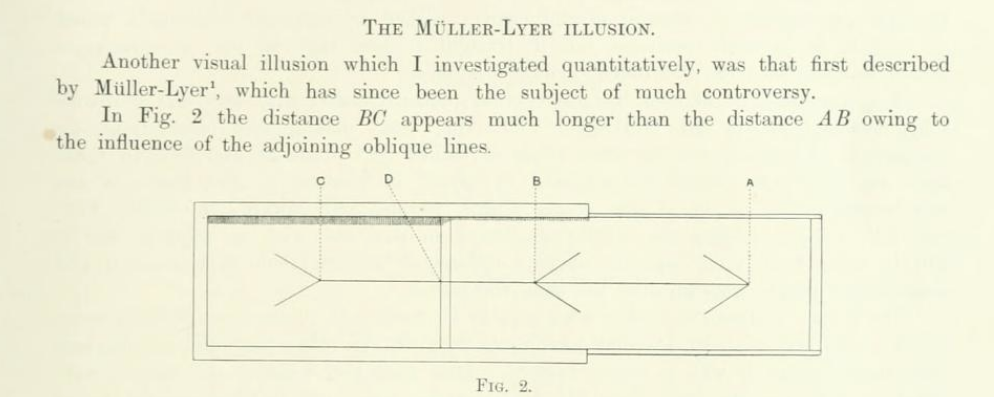 THE MÜLLER-LYER ILLUSION.
Another visual illusion which I investigated quantitatively, was that first described
by Müller-Lyer¹, which has since been the subject of much controversy.
In Fig. 2 the distance BC appears much longer than the distance AB owing to
the influence of the adjoining oblique lines.
C D B A
FIG. 2.